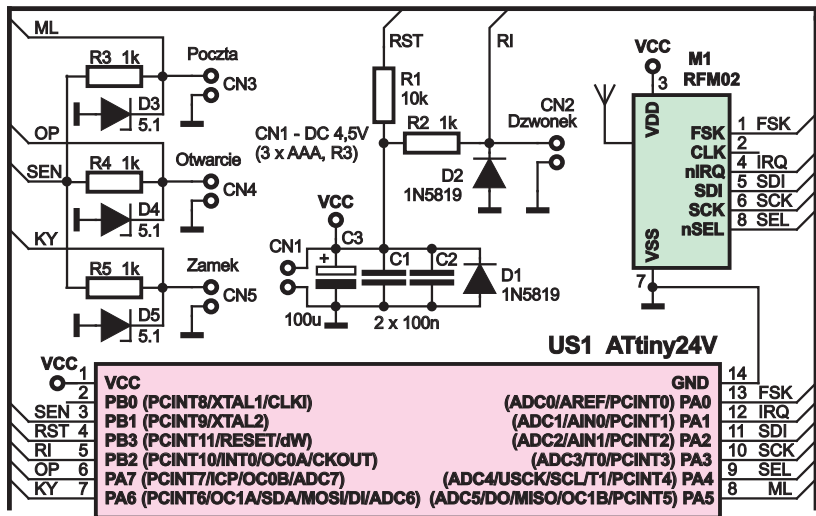 ML
R3 1k
Poczta
CN3
D3
5.1
OP
SEN
R4 1k
Otwarcie
CN4
D4
5.1
KY
R5 1k
Zamek
CN5
D5
5.1
RST
RI
R1
10k
R2 1k
CN1 - DC 4,5V
(3 x AAA, R3)
CN2
Dzwonek
D2
1N5819
VCC
CN1
+
C3
C1
C2
D1
1N5819
100u
2 x 100n
VCC
M1
RFM02
3
VDD
FSK 1 FSK
CLK 2
nIRQ 4 IRQ
SDI 5 SDI
SCK 6 SCK
nSEL 8 SEL
VSS
7
US1 ATtiny24V
VCC 1 VCC
2 PB0 (PCINT8/XTAL1/CLKI)
SEN 3 PB1 (PCINT9/XTAL2)
RST 4 PB3 (PCINT11/RESET/dW)
RI 5 PB2 (PCINT10/INT0/OC0A/CKOUT)
OP 6 PA7 (PCINT7/ICP/OC0B/ADC7)
KY 7 PA6 (PCINT6/OC1A/SDA/MOSI/DI/ADC6)
GND 14
(ADC0/AREF/PCINT0) PA0 13 FSK
(ADC1/AIN0/PCINT1) PA1 12 IRQ
(ADC2/AIN1/PCINT2) PA2 11 SDI
(ADC3/T0/PCINT3) PA3 10 SCK
(ADC4/USCK/SCL/T1/PCINT4) PA4 9 SEL
(ADC5/DO/MISO/OC1B/PCINT5) PA5 8 ML